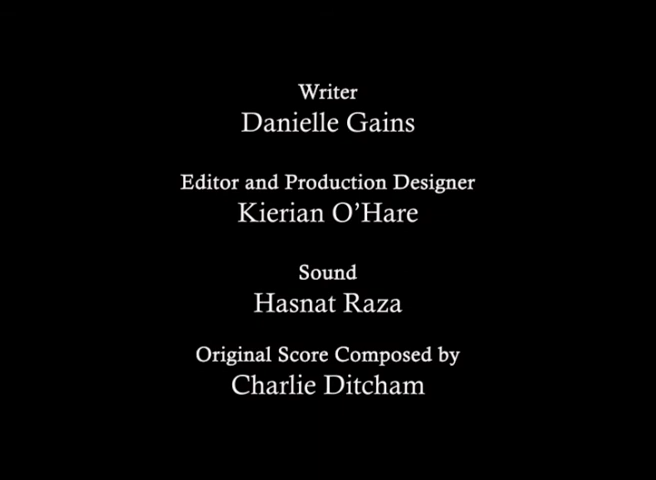 Writer
Danielle Gains
Editor and Production Designer
Kierian O’Hare
Sound
Hasnat Raza
Original Score Composed by
Charlie Ditcham